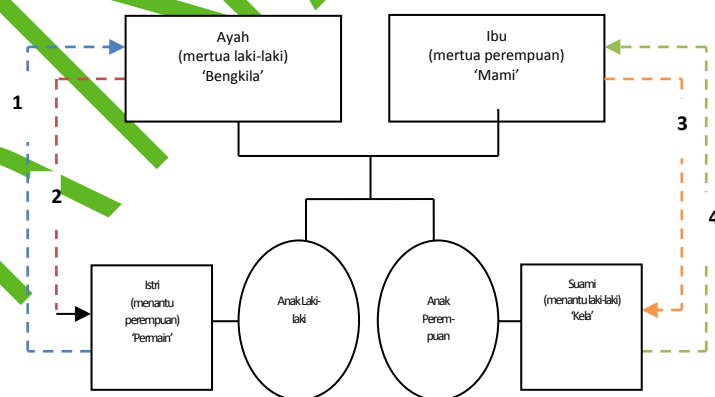 Ayah
(mertua laki-laki)
‘Bengkila’
Ibu
(mertua perempuan)
‘Mami’
1
3
2
4
Istri
(menantu
perempuan)
‘Permain’
Anak Laki-
laki
Anak
Perem-
puan
Suami
(menantu laki-laki)
‘Kela’